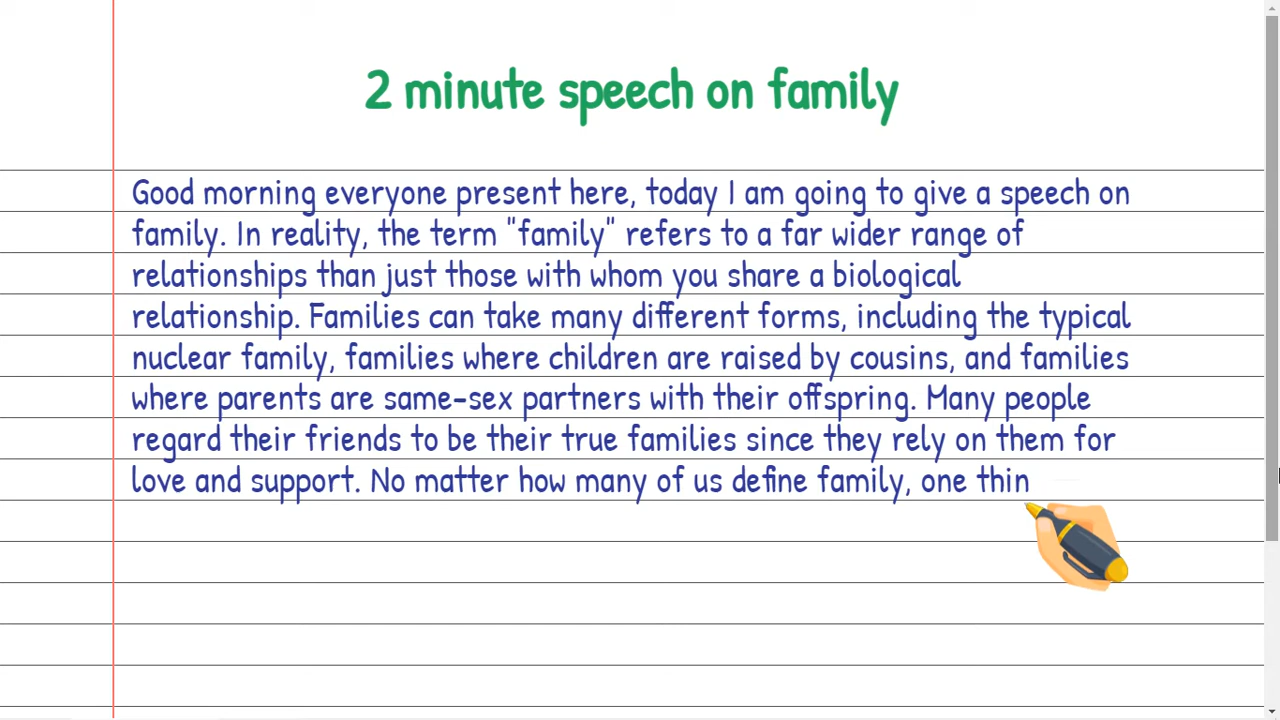 2 minute speech on family
Good morning everyone present here, today I am going to give a speech on
family. In reality, the term "family" refers to a far wider range of
relationships than just those with whom you share a biological
relationship. Families can take many different forms, including the typical
nuclear family, families where children are raised by cousins, and families
where parents are same-sex partners with their offspring. Many people
regard their friends to be their true families since they rely on them for
love and support. No matter how many of us define family, one thin